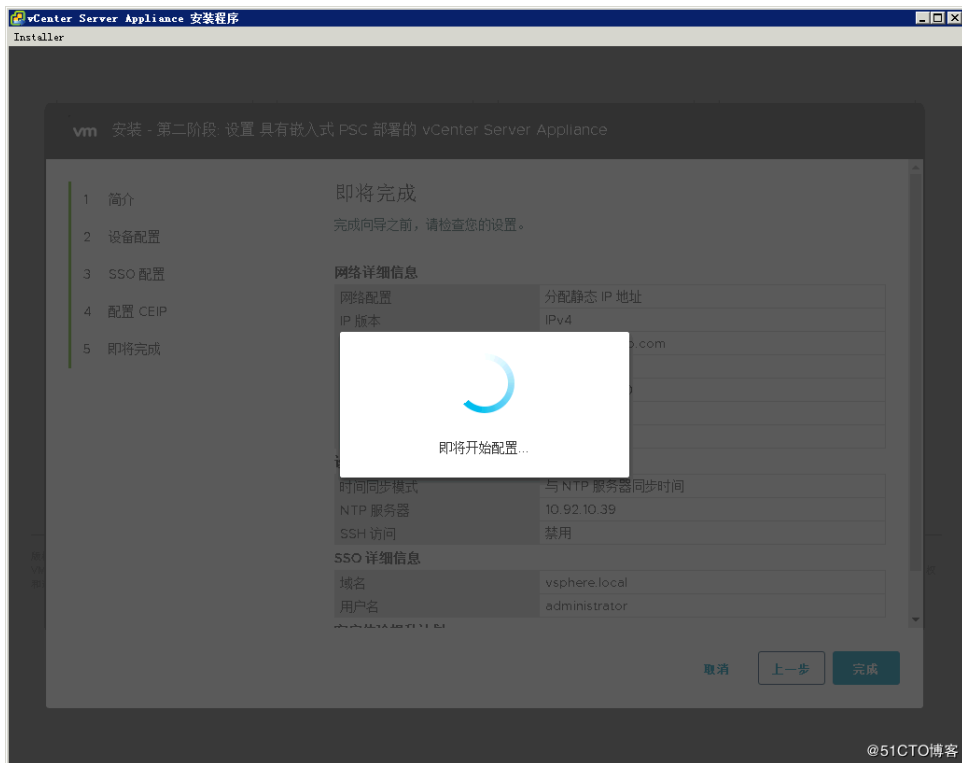 vCenter Server Appliance 安装程序
Installer
vm 安装 - 第二阶段: 设置 具有嵌入式 PSC 部署的 vCenter Server Appliance
1 简介
2 设备配置
3 SSO 配置
4 配置 CEIP
5 即将完成
即将完成
完成向导之前，请检查您的设置。
网络详细信息
网络配置 分配静态 IP 地址
IP 版本 IPv4
.com
即将开始配置...
时间同步模式 与 NTP 服务器同步时间
NTP 服务器 10.92.10.39
SSH 访问 禁用
SSO 详细信息
域名 vsphere.local
用户名 administrator
取消 上一步 完成
@51CTO博客